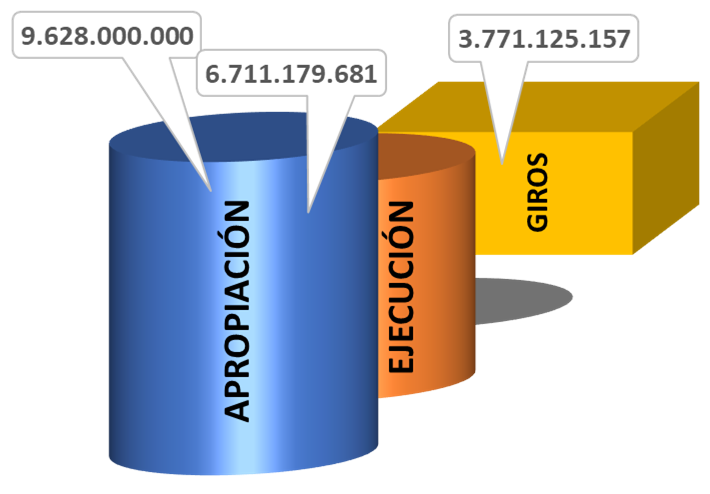 9.628.000.000
6.711.179.681
3.771.125.157
APROPIACIÓN
EJECUCIÓN
GIROS